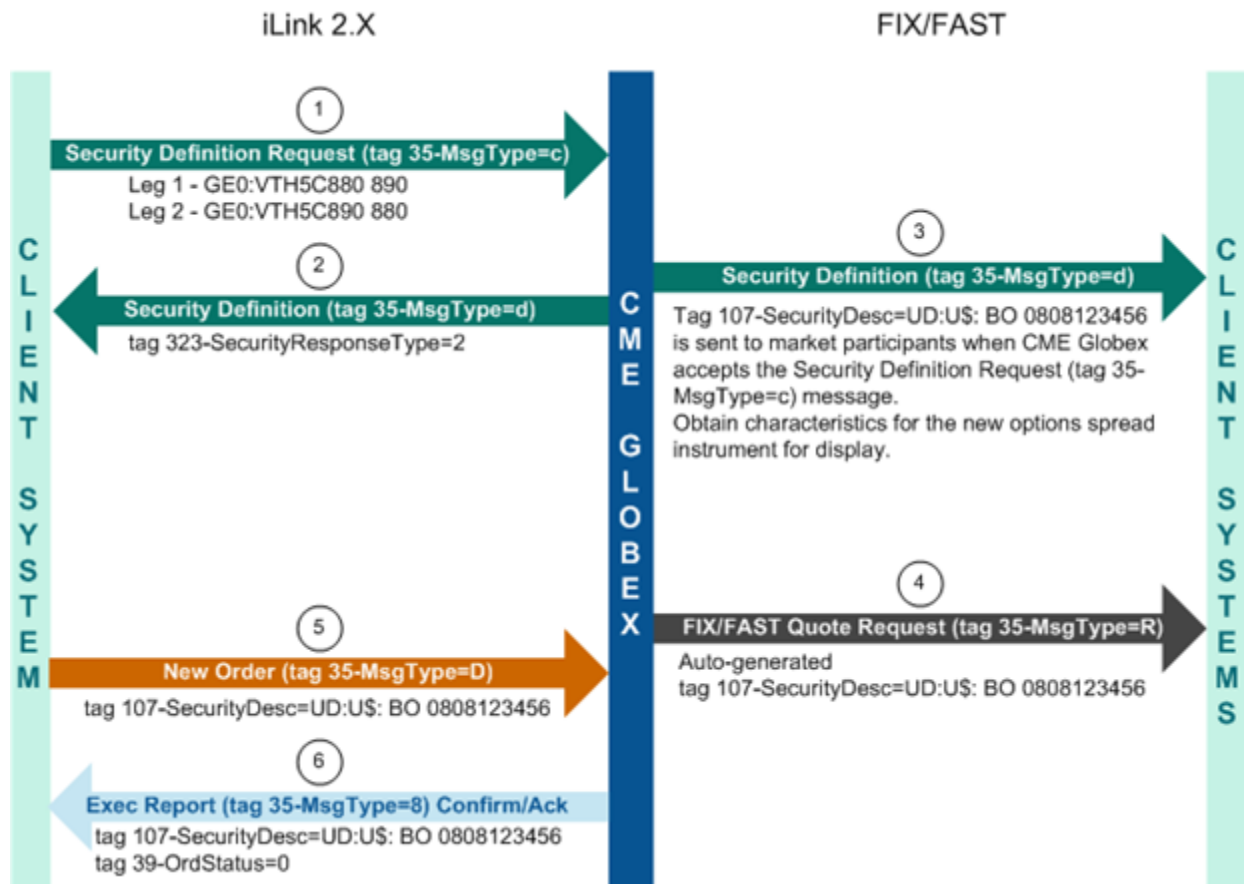 iLink 2.X
FIX/FAST
CLIENT SYSTEM
CME GLOBEX
CLIENT SYSTEMS
1
Security Definition Request (tag 35-MsgType=c)
Leg 1 - GE0:VTH5C880 890
Leg 2 - GE0:VTH5C890 880
2
Security Definition (tag 35-MsgType=d)
tag 323-SecurityResponseType=2
3
Security Definition (tag 35-MsgType=d)
Tag 107-SecurityDesc=UD:U$: BO 0808123456
is sent to market participants when CME Globex
accepts the Security Definition Request (tag 35-
MsgType=c) message.
Obtain characteristics for the new options spread
instrument for display.
4
FIX/FAST Quote Request (tag 35-MsgType=R)
Auto-generated
tag 107-SecurityDesc=UD:U$: BO 0808123456
5
New Order (tag 35-MsgType=D)
tag 107-SecurityDesc=UD:U$: BO 0808123456
6
Exec Report (tag 35-MsgType=8) Confirm/Ack
tag 107-SecurityDesc=UD:U$: BO 0808123456
tag 39-OrdStatus=0